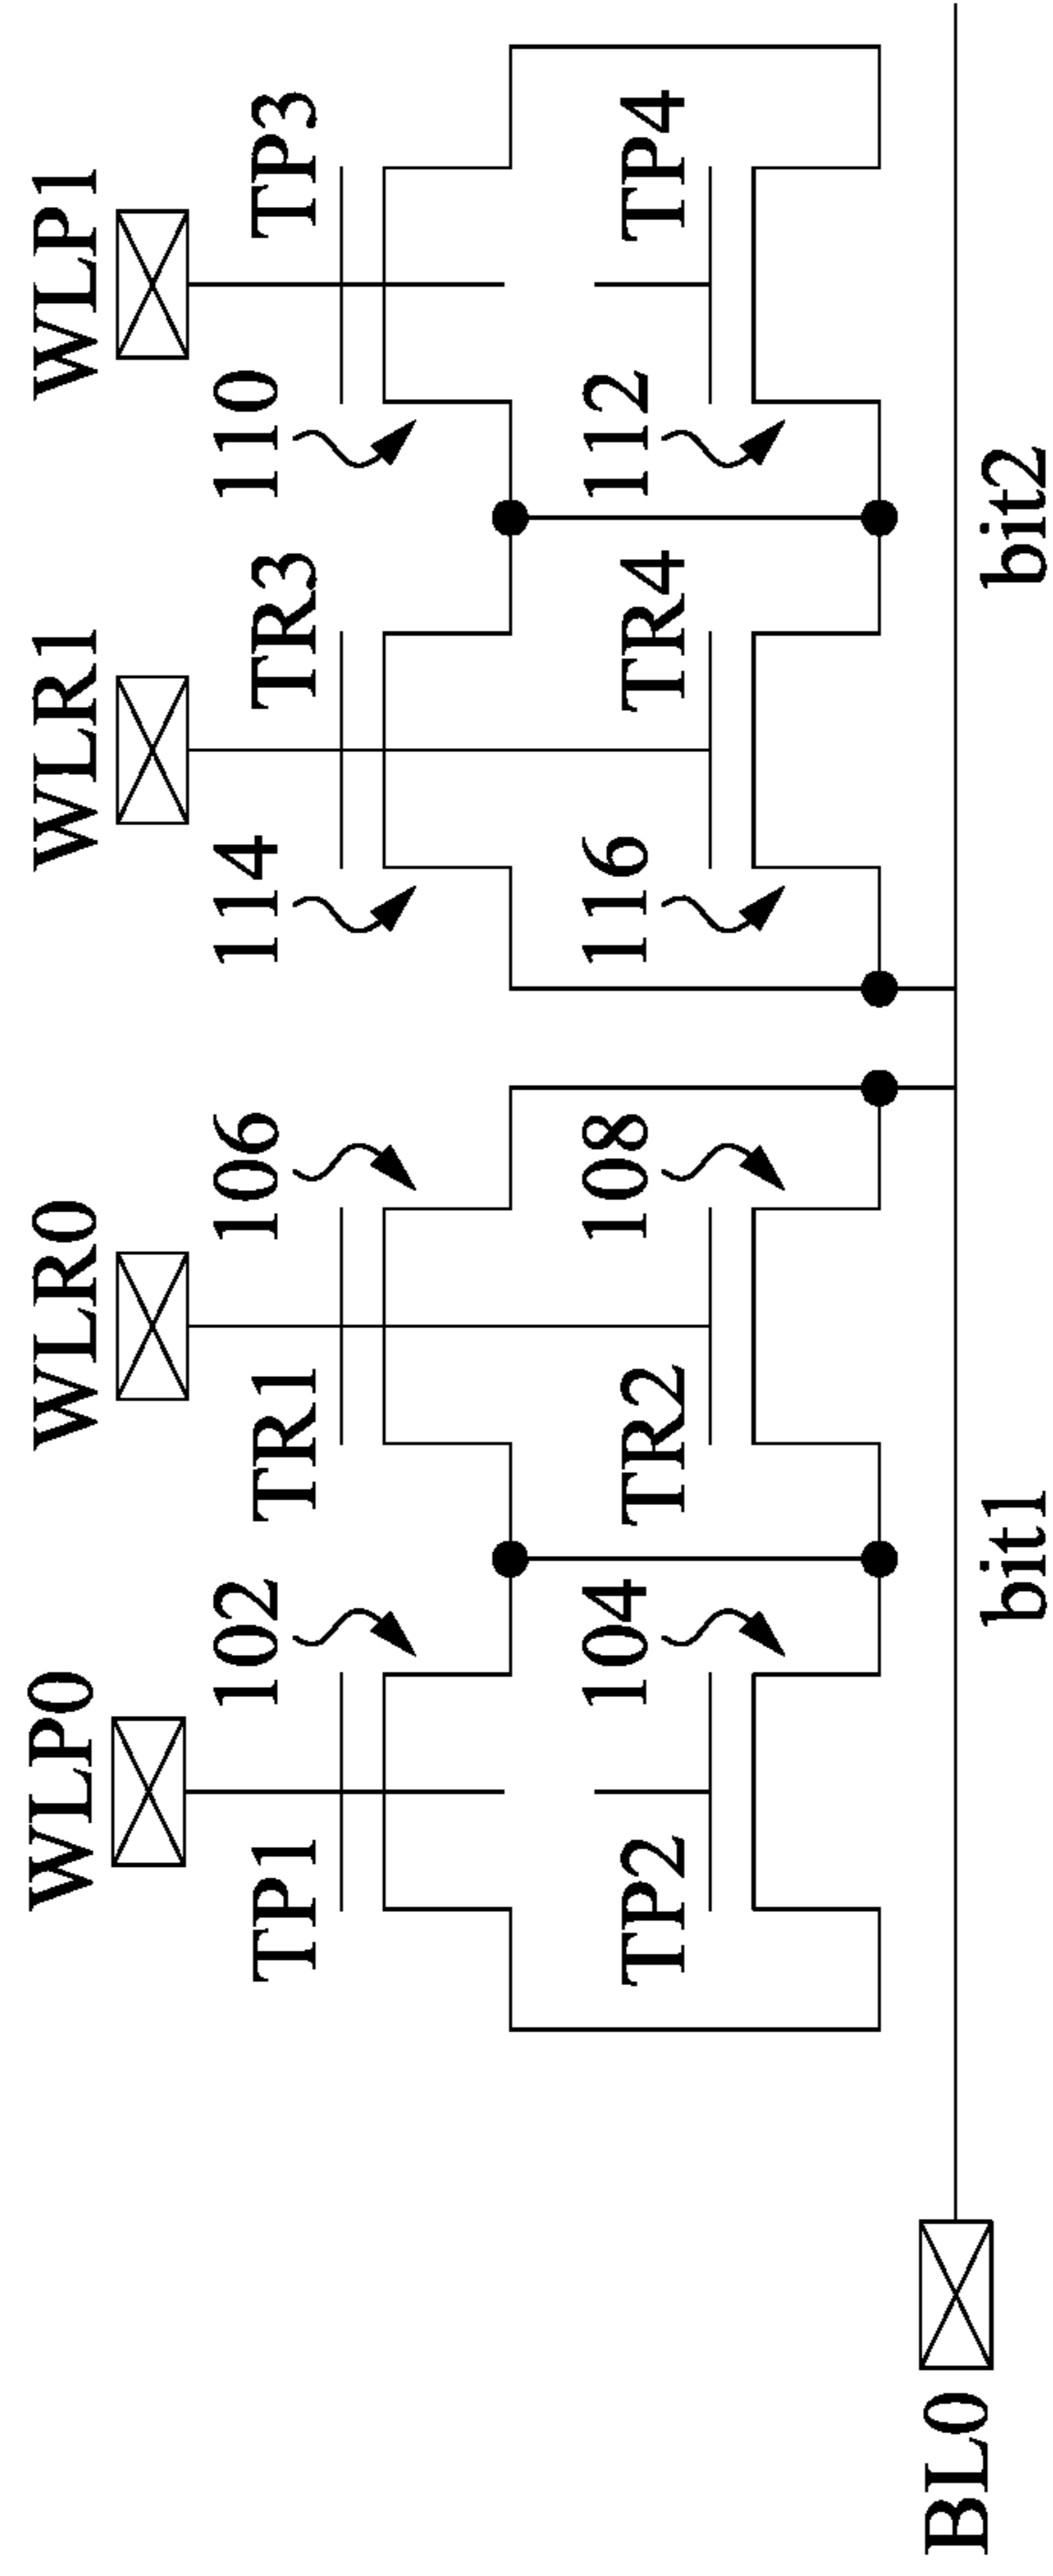 WLP0 WLR0 WLR1 WLP1
102 106 114 110
TP1 TR1 TR3 TP3
104 108 116 112
TP2 TR2 TR4 TP4
BL0
bit1 bit2